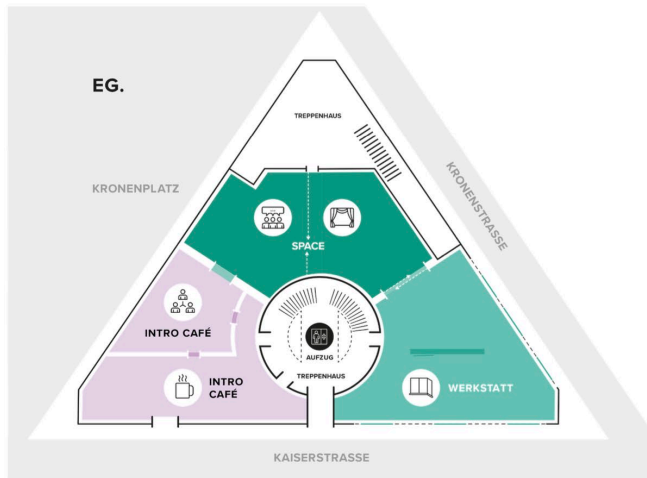 EG.
TREPPENHAUS
KRONENPLATZ
KRONENSTRASSE
SPACE
INTRO CAFÉ
AUFZUG
TREPPENHAUS
INTRO
CAFÉ
WERKSTATT
KAISERSTRASSE